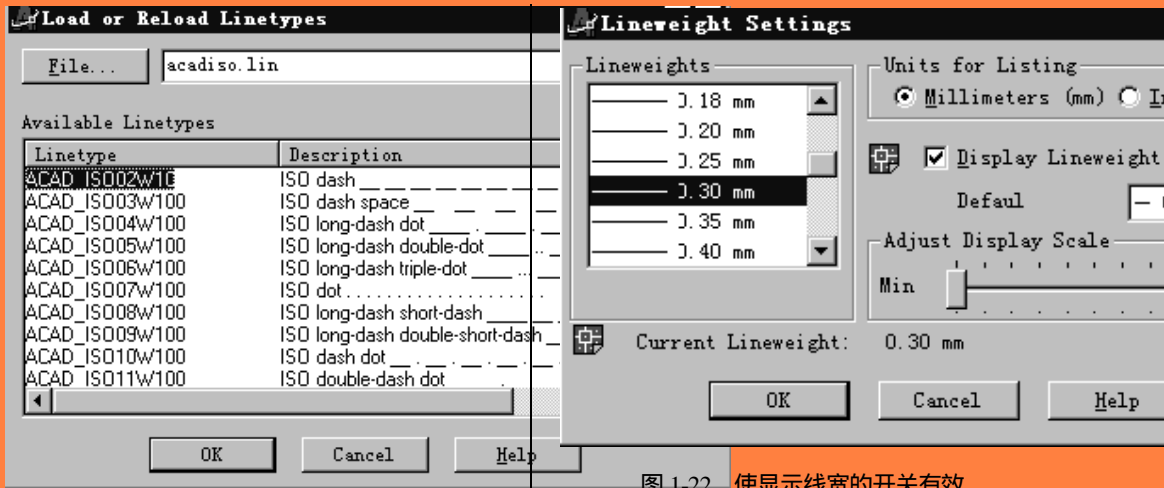 Load or Reload Linetypes
File...
acadiso.lin
Available Linetypes
Linetype Description
ACAD_ISO02W10 ISO dash
ACAD_ISO03W100 ISO dash space
ACAD_ISO04W100 ISO long-dash dot
ACAD_ISO05W100 ISO long-dash double-dot
ACAD_ISO06W100 ISO long-dash triple-dot
ACAD_ISO07W100 ISO dot
ACAD_ISO08W100 ISO long-dash short-dash
ACAD_ISO09W100 ISO long-dash double-short-dash
ACAD_ISO10W100 ISO dash dot
ACAD_ISO11W100 ISO double-dash dot
OK Cancel Help
Lineweight Settings
Lineweights
0.18 mm
0.20 mm
0.25 mm
0.30 mm
0.35 mm
0.40 mm
Units for Listing
Millimeters (mm)
Display Lineweight
Defaul
Adjust Display Scale
Min
Current Lineweight: 0.30 mm
OK Cancel Help
图 1-22 使显示线宽的开关有效